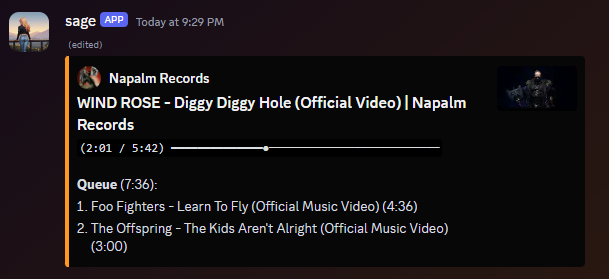 sage APP Today at 9:29 PM
(edited)
Napalm Records
WIND ROSE - Diggy Diggy Hole (Official Video) | Napalm
Records
(2:01 / 5:42)
Queue (7:36):
1. Foo Fighters - Learn To Fly (Official Music Video) (4:36)
2. The Offspring - The Kids Aren't Alright (Official Music Video)
(3:00)